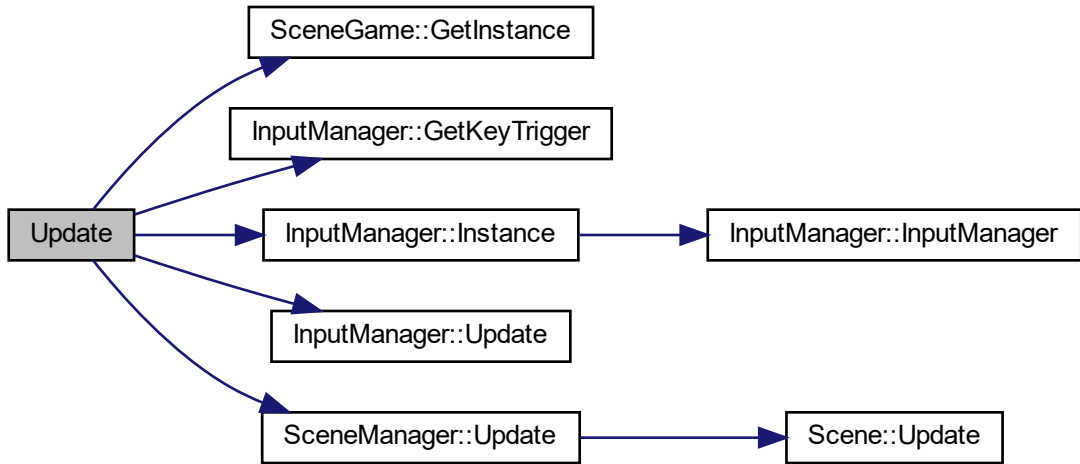 SceneGame::GetInstance
InputManager::GetKeyTrigger
Update
InputManager::Instance
InputManager::InputManager
InputManager::Update
SceneManager::Update
Scene::Update